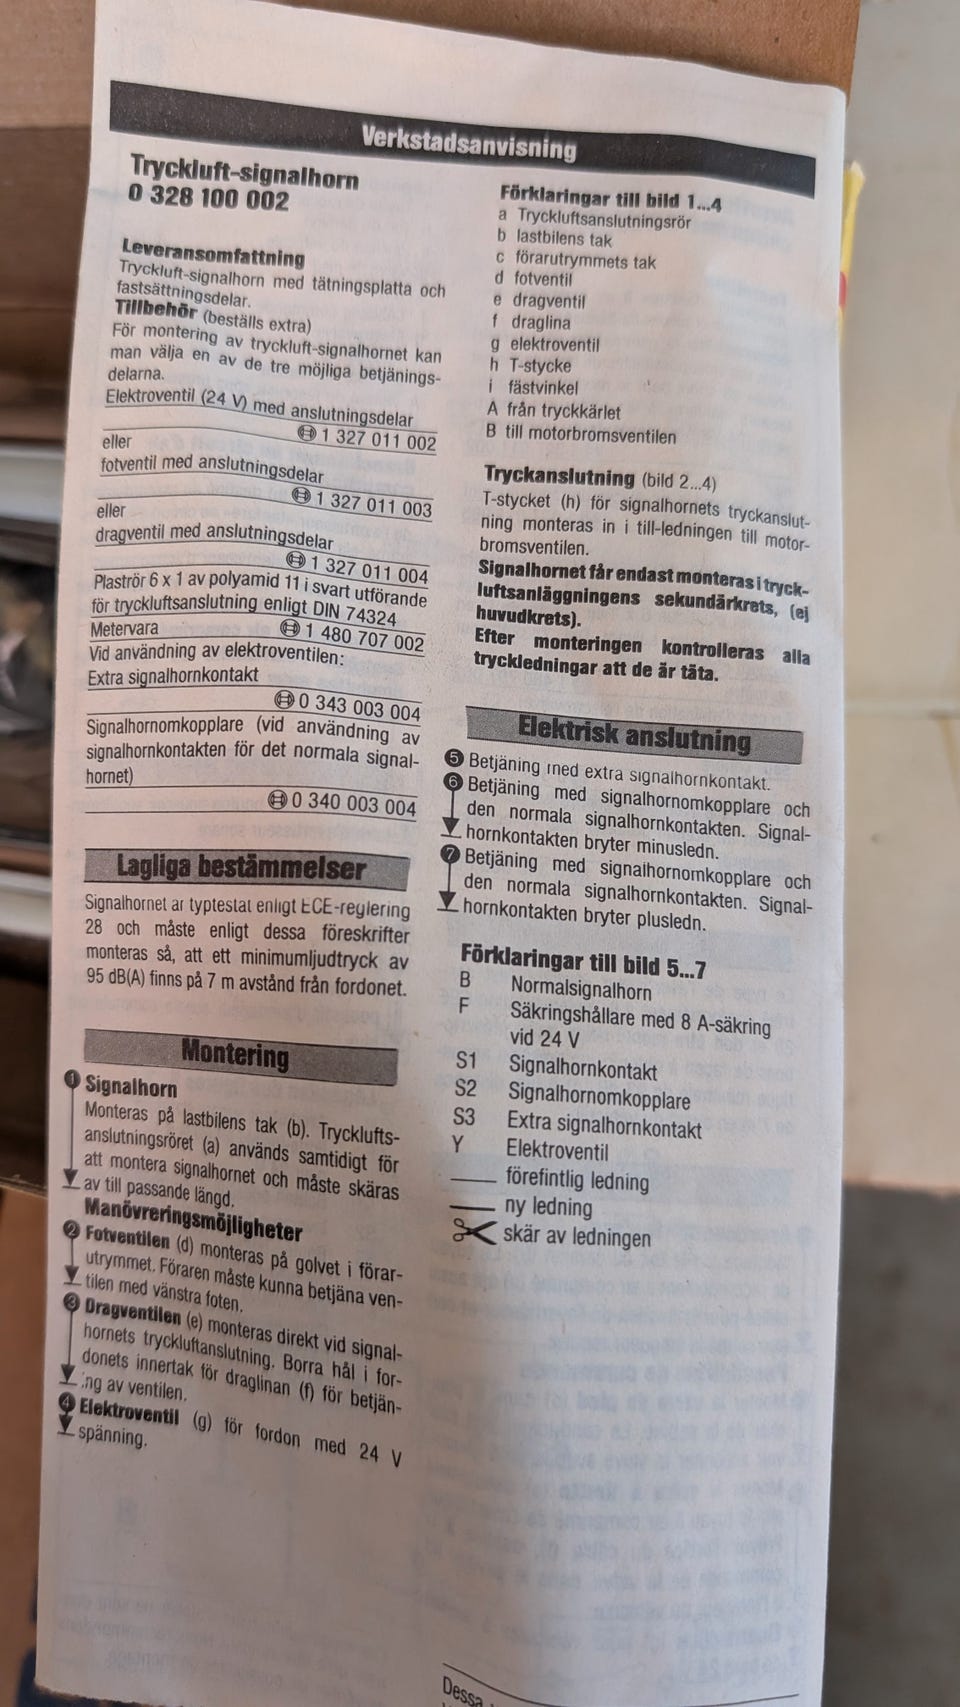 Verkstadsanvisning
Tryckluft-signalhorn
0 328 100 002
Leveransomfattning
Tryckluft-signalhorn med tätningsplatta och
fastsättningsdelar.
Tillbehör (beställs extra)
För montering av tryckluft-signalhornet kan
man välja en av de tre möjliga betjänings-
delarna.
Elektroventil (24 V) med anslutningsdelar
1 327 011 002
eller
fotventil med anslutningsdelar
1 327 011 003
eller
dragventil med anslutningsdelar
1 327 011 004
Plaströr 6 x 1 av polyamid 11 i svart utförande
för tryckluftsanslutning enligt DIN 74324
Metervara 1 480 707 002
Vid användning av elektroventilen:
Extra signalhornkontakt
0 343 003 004
Signalhornomkopplare (vid användning av
signalhornkontakten för det normala signal-
hornet)
0 340 003 004
Lagliga bestämmelser
Signalhornet är typtestat enligt ECE-reglering
28 och måste enligt dessa föreskrifter
monteras så, att ett minimumljudtryck av
95 dB(A) finns på 7 m avstånd från fordonet.
Montering
1 Signalhorn
Monteras på lastbilens tak (b). Trycklufts-
anslutningsröret (a) används samtidigt för
att montera signalhornet och måste skäras
av till passande längd.
Manövreringsmöjligheter
2 Fotventilen (d) monteras på golvet i förar-
utrymmet. Föraren måste kunna betjäna ven-
tilen med vänstra foten.
3 Dragventilen (e) monteras direkt vid signal-
hornets tryckluftanslutning. Borra hål i for-
donets innertak för draglinan (f) för betjän-
ing av ventilen.
4 Elektroventil (g) för fordon med 24 V
spänning.
Förklaringar till bild 1...4
a Tryckluftsanslutningsrör
b lastbilens tak
c förarutrymmets tak
d fotventil
e dragventil
f draglina
g elektroventil
h T-stycke
i fästvinkel
A från tryckkärlet
B till motorbromsventilen
Tryckanslutning (bild 2...4)
T-stycket (h) för signalhornets tryckanslut-
ning monteras in i till-ledningen till motor-
bromsventilen.
Signalhornet får endast monteras i tryck-
luftsanläggningens sekundärkrets, (ej
huvudkrets).
Efter monteringen kontrolleras alla
tryckledningar att de är täta.
Elektrisk anslutning
5 Betjäning med extra signalhornkontakt.
6 Betjäning med signalhornomkopplare och
den normala signalhornkontakten. Signal-
hornkontakten bryter minusledn.
7 Betjäning med signalhornomkopplare och
den normala signalhornkontakten. Signal-
hornkontakten bryter plusledn.
Förklaringar till bild 5...7
B Normalsignalhorn
F Säkringshållare med 8 A-säkring
vid 24 V
S1 Signalhornkontakt
S2 Signalhornomkopplare
S3 Extra signalhornkontakt
Y Elektroventil
förefintlig ledning
ny ledning
skär av ledningen
Dessa